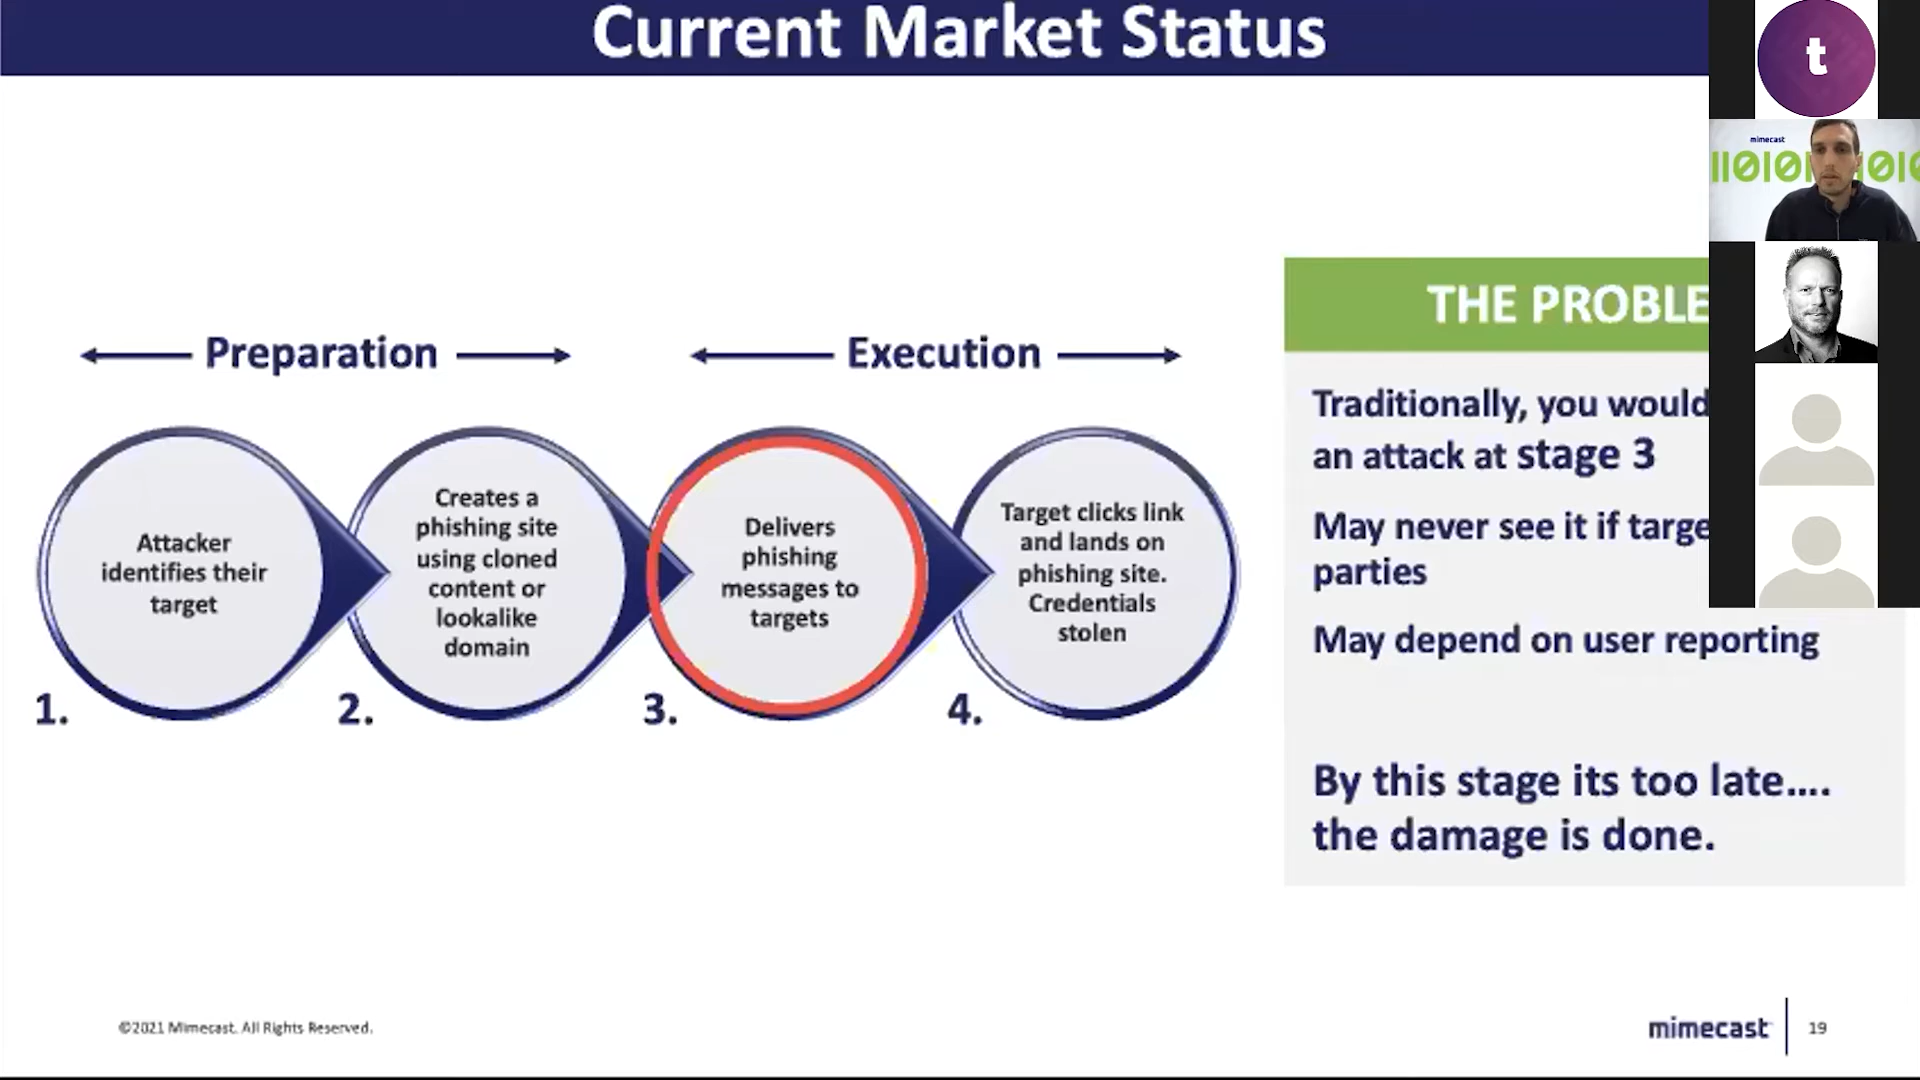 Current Market Status
t
mimecast
Preparation
Execution
Attacker
identifies their
target
1.
Creates a
phishing site
using cloned
content or
lookalike
domain
2.
Delivers
phishing
messages to
targets
3.
Target clicks link
and lands on
phishing site.
Credentials
stolen
4.
THE PROBLE
Traditionally, you would
an attack at stage 3
May never see it if targe
parties
May depend on user reporting
By this stage its too late....
the damage is done.
©2021 Mimecast. All Rights Reserved.
mimecast
19